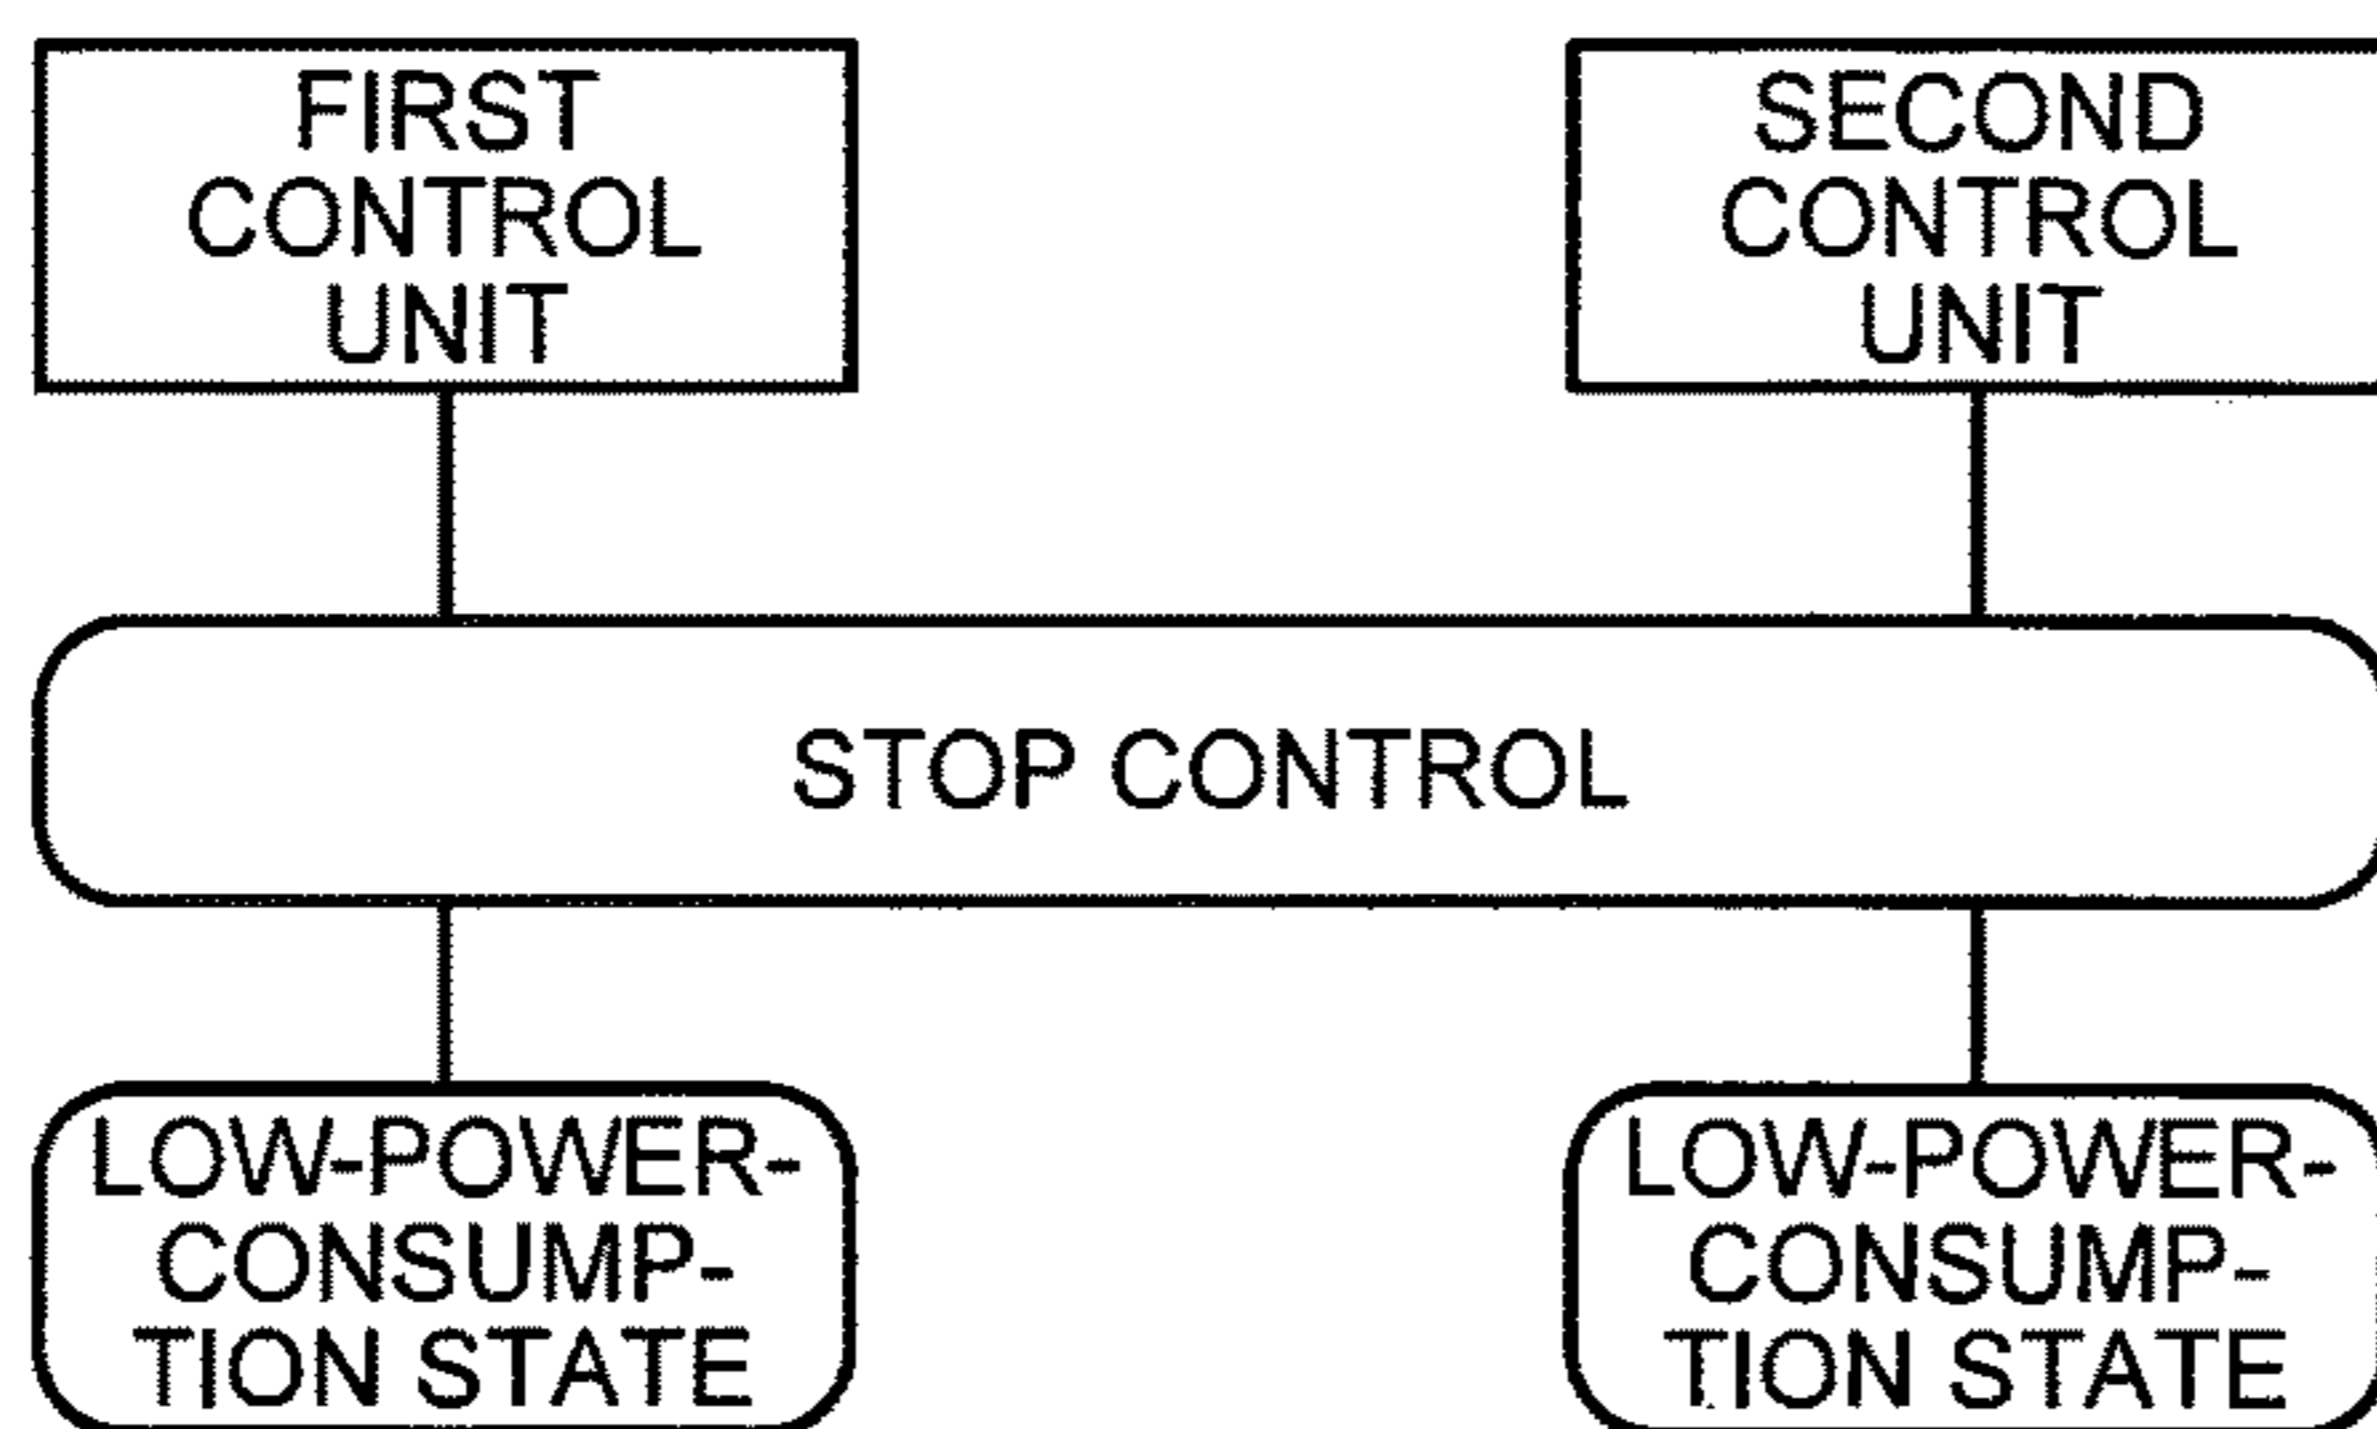 FIRST
CONTROL
UNIT
SECOND
CONTROL
UNIT
STOP CONTROL
LOW-POWER-
CONSUMP-
TION STATE
LOW-POWER-
CONSUMP-
TION STATE